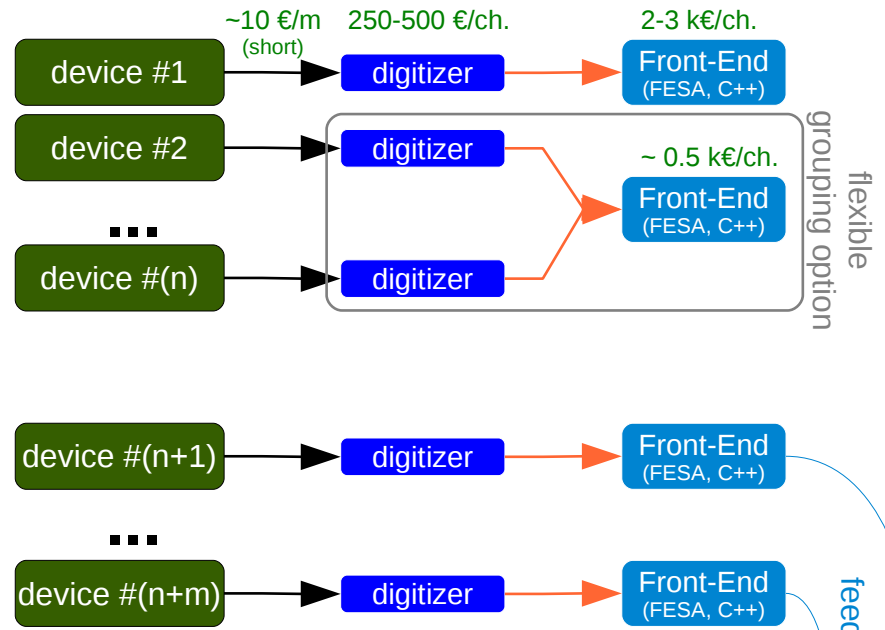 ~10 €/m
(short)
250-500 €/ch.
2-3 k€/ch.
device #1
digitizer
Front-End
(FESA, C++)
device #2
digitizer
~ 0.5 k€/ch.
Front-End
(FESA, C++)
...
device #(n)
digitizer
flexible
grouping option
device #(n+1)
digitizer
Front-End
(FESA, C++)
...
device #(n+m)
digitizer
Front-End
(FESA, C++)